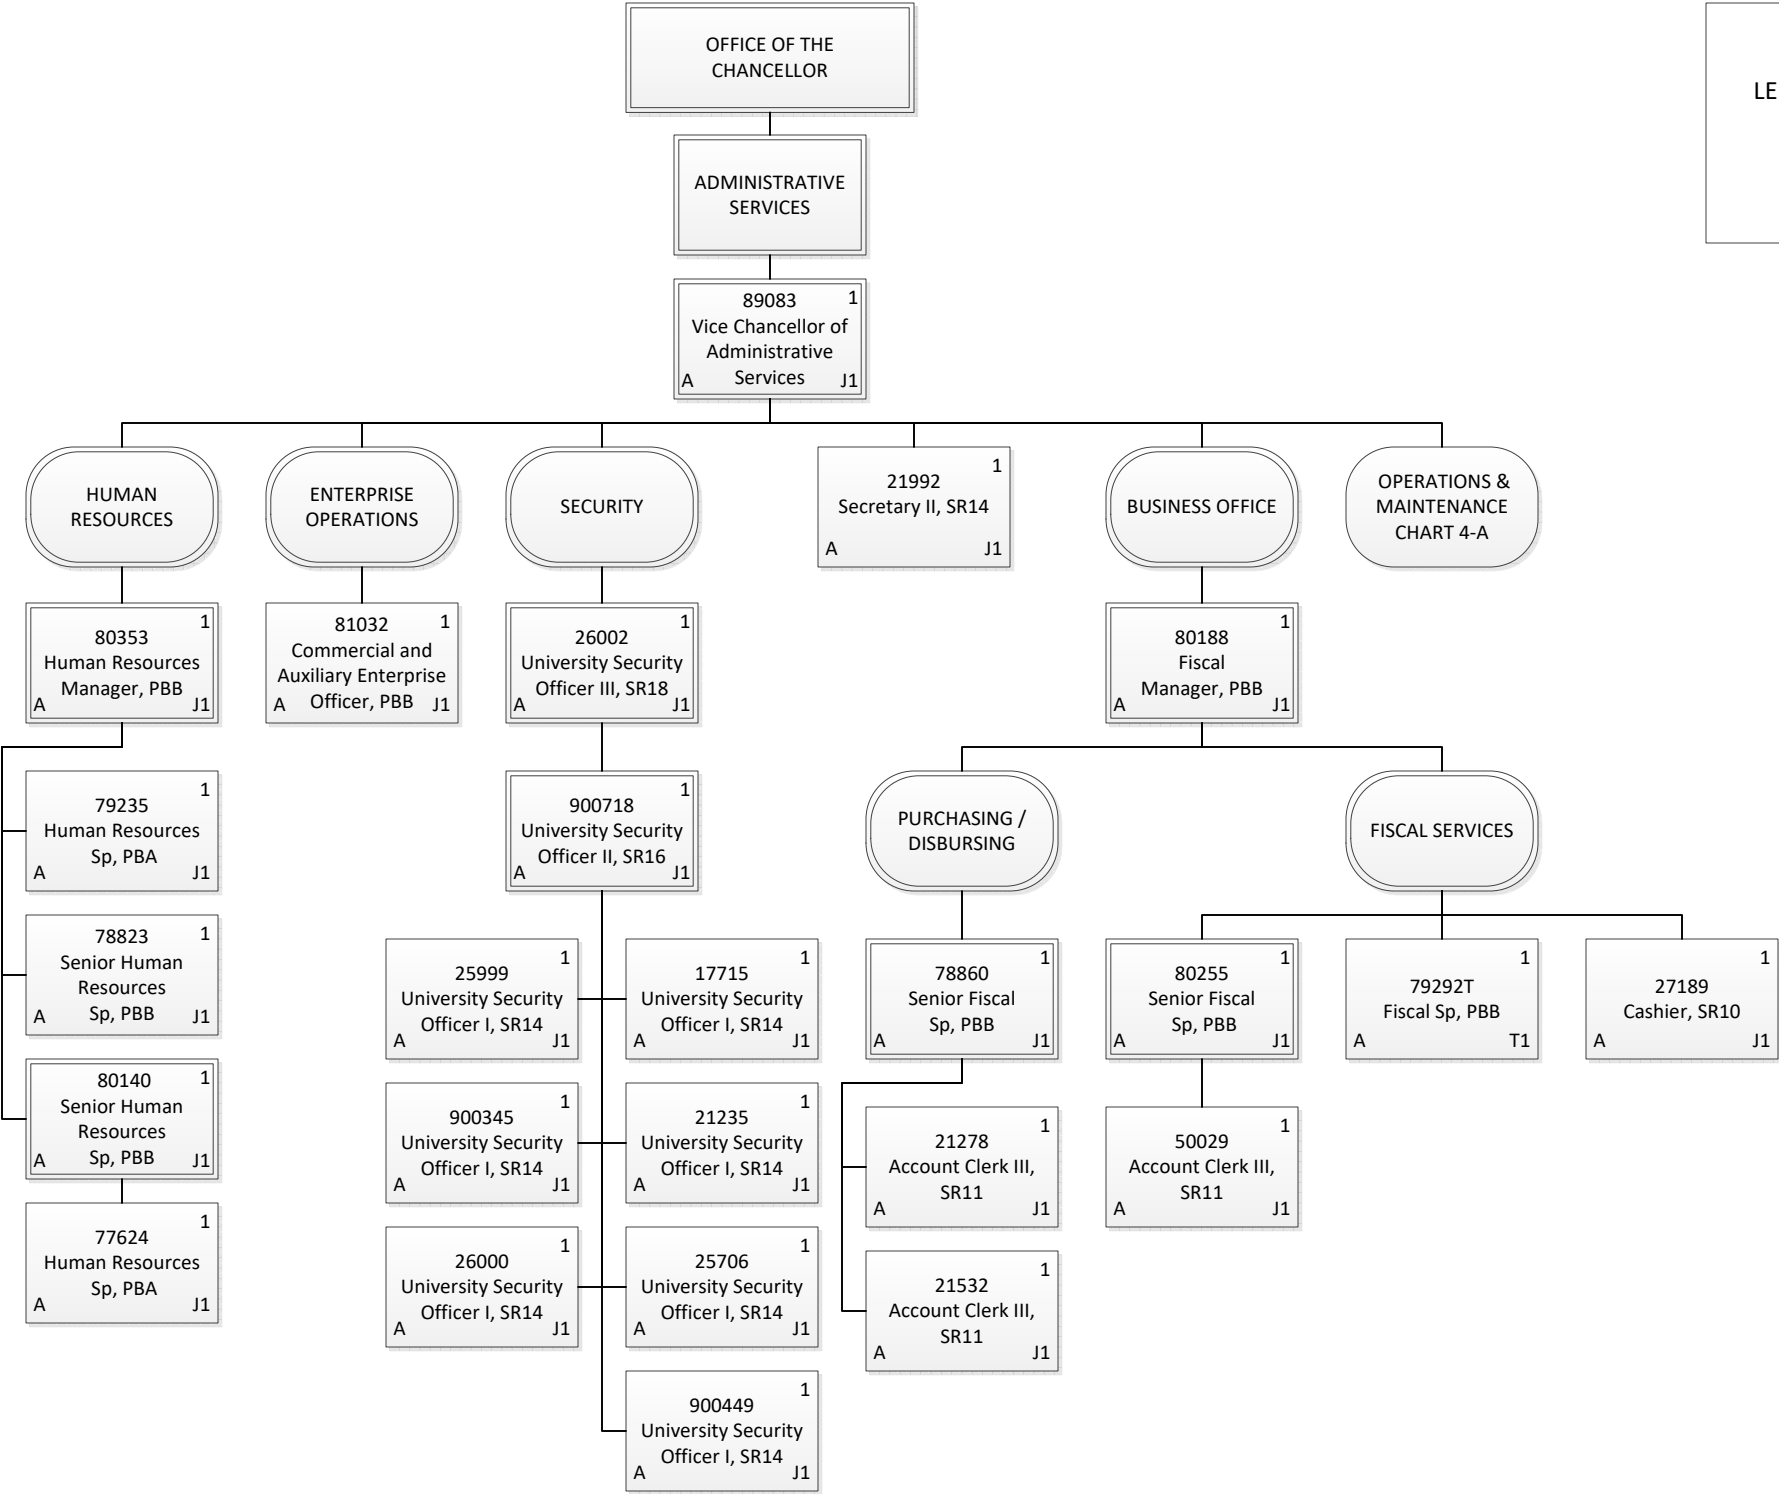 OFFICE OF THE
CHANCELLOR
LE
ADMINISTRATIVE
SERVICES
89083 1
Vice Chancellor of
Administrative
A Services J1
HUMAN
RESOURCES
ENTERPRISE
OPERATIONS
SECURITY
1
21992
Secretary II, SR14
A J1
BUSINESS OFFICE
OPERATIONS &
MAINTENANCE
CHART 4-A
1
80353
Human Resources
Manager, PBB
A J1
81032 1
Commercial and
Auxiliary Enterprise
A Officer, PBB J1
1
26002
University Security
Officer III, SR18
A J1
1
80188
Fiscal
Manager, PBB
A J1
1
79235
Human Resources
Sp, PBA
A J1
1
78823
Senior Human
Resources
Sp, PBB
A J1
1
80140
Senior Human
Resources
Sp, PBB
A J1
1
77624
Human Resources
Sp, PBA
A J1
1
900718
University Security
Officer II, SR16
A J1
1
25999
University Security
Officer I, SR14
A J1
1
17715
University Security
Officer I, SR14
A J1
1
900345
University Security
Officer I, SR14
A J1
1
21235
University Security
Officer I, SR14
A J1
1
26000
University Security
Officer I, SR14
A J1
1
25706
University Security
Officer I, SR14
A J1
1
900449
University Security
Officer I, SR14
A J1
PURCHASING /
DISBURSING
FISCAL SERVICES
1
78860
Senior Fiscal
Sp, PBB
A J1
1
80255
Senior Fiscal
Sp, PBB
A J1
1
79292T
Fiscal Sp, PBB
A T1
1
27189
Cashier, SR10
A J1
1
21278
Account Clerk III,
SR11
A J1
1
50029
Account Clerk III,
SR11
A J1
1
21532
Account Clerk III,
SR11
A J1